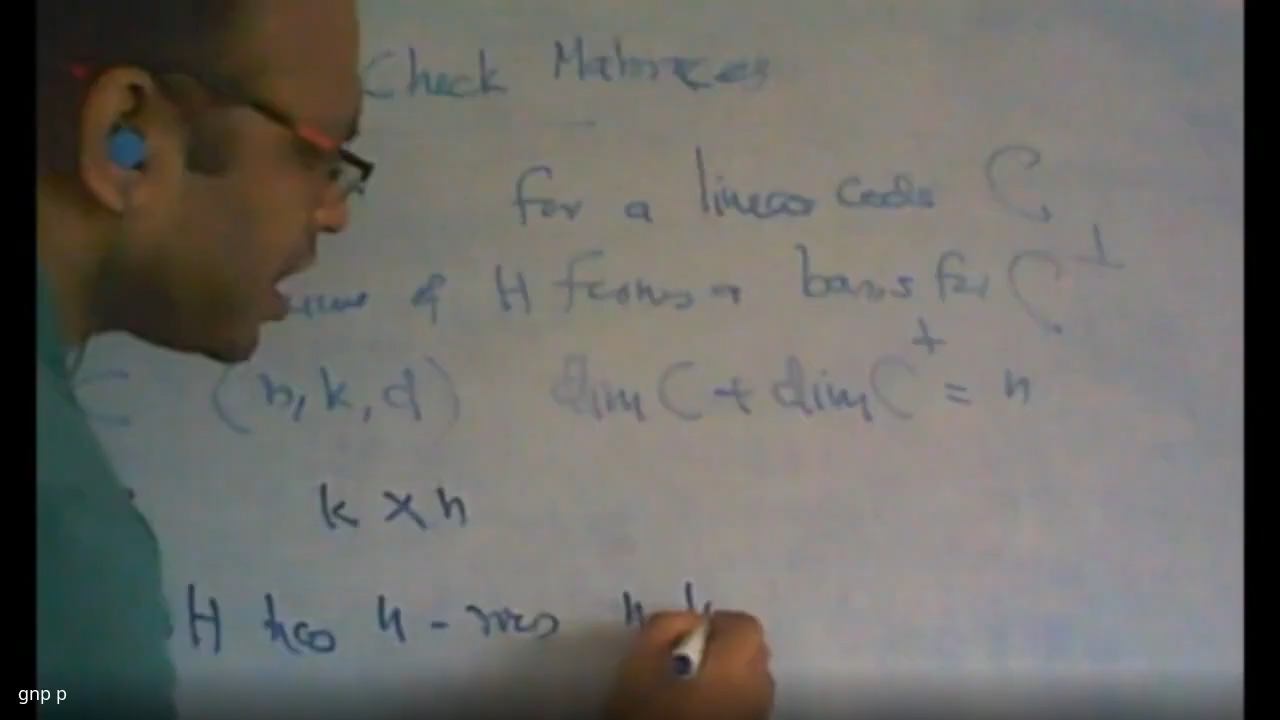 Check Matrices
for a linear code C
of H forms a basis for C⊥
C (n, k, d) dim C + dim C⊥ = n
k × n
H has n - rows n-k
gnp p